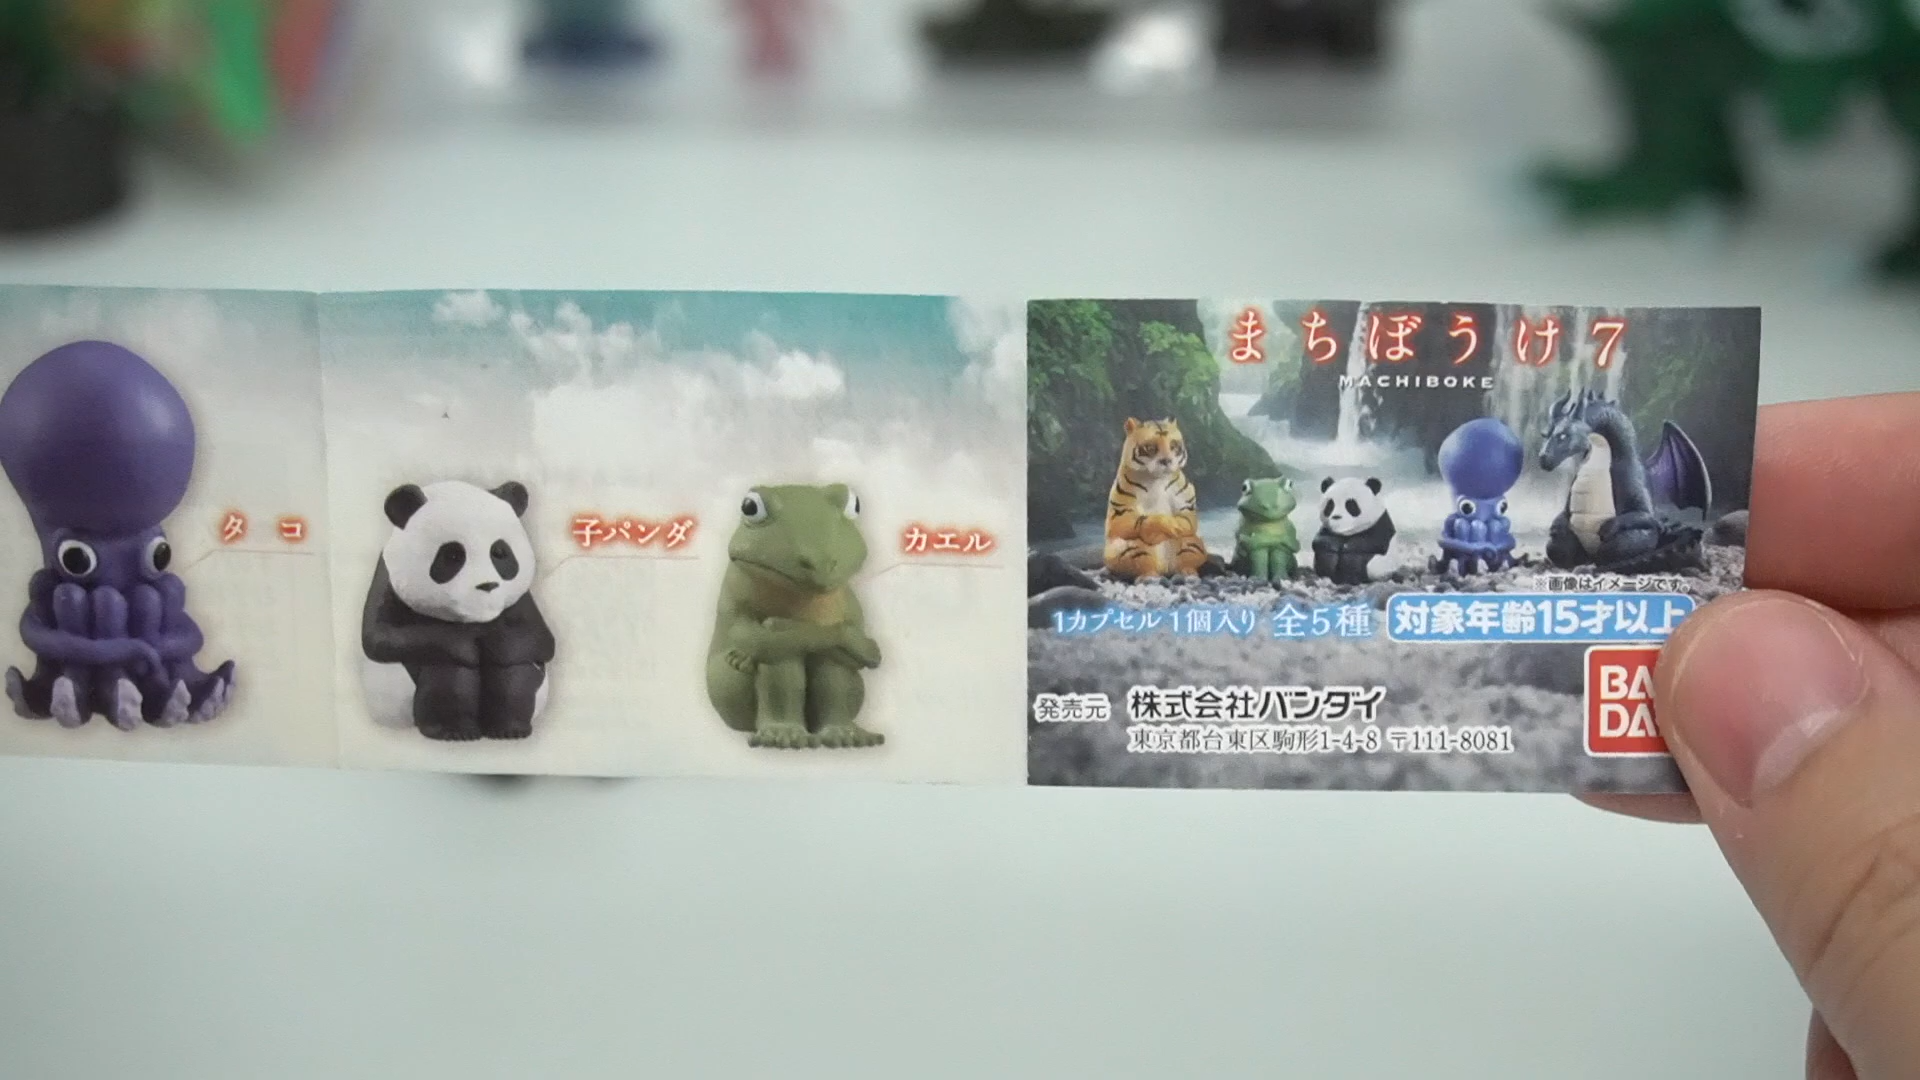 タコ
子パンダ
カエル
まちぼうけ7
MACHIBOKE
※画像はイメージです。
1カプセル1個入り 全5種 対象年齢15才以上
発売元 株式会社バンダイ
東京都台東区駒形1-4-8 〒111-8081
BA
DA